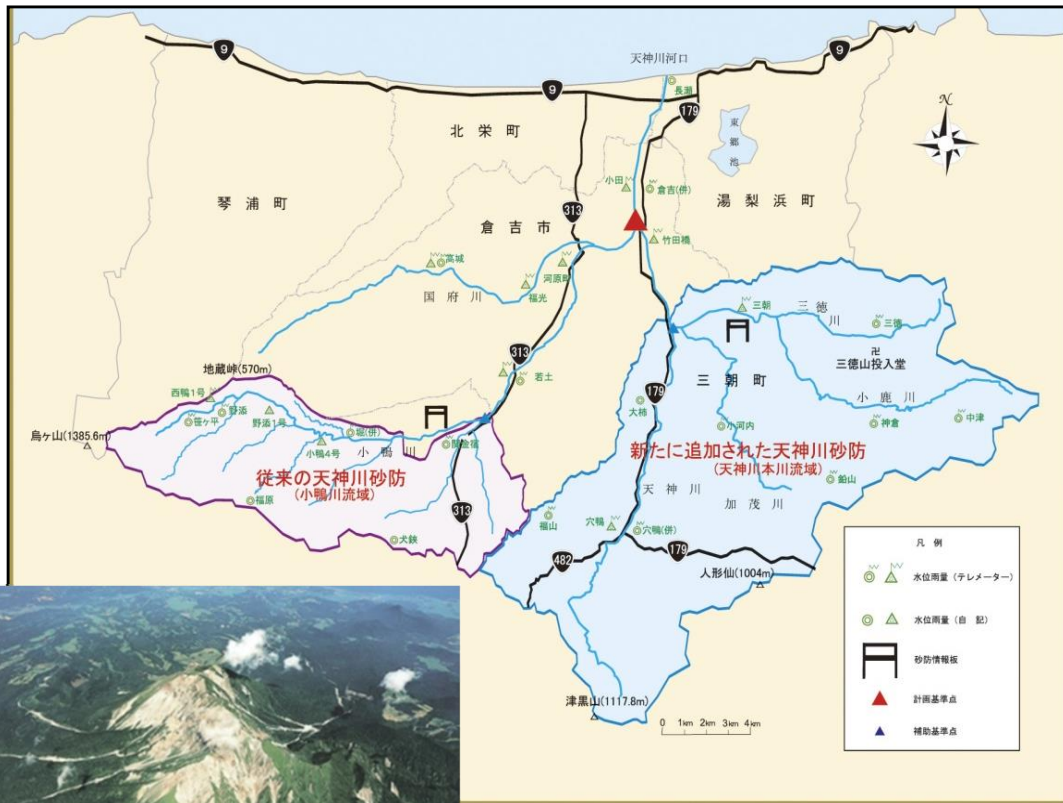 天神川河口
長瀬
9
9
9
179
N
東郷池
北栄町
小田
倉吉(併)
琴浦町
湯梨浜町
313
倉吉市
竹田橋
高城
河原町
福光
国府川
三朝
三徳川
三徳
地蔵峠(570m)
313
若土
卍
三徳山投入堂
西鴨1号
三朝町
179
大柿
小鹿川
野添
笹ヶ平
野添1号
堀(併)
小河内
神倉
中津
烏ヶ山(1385.6m)
小鴨4号
小鴨川
関金宿
従来の天神川砂防
(小鴨川流域)
新たに追加された天神川砂防
(天神川本川流域)
鉛山
福原
313
天神川
加茂川
福山
穴鴨
穴鴨(併)
犬鋏
482
179
人形仙(1004m)
津黒山(1117.8m)
0 1km 2km 3km 4km
凡例
水位雨量(テレメーター)
水位雨量(自記)
砂防情報板
計画基準点
補助基準点